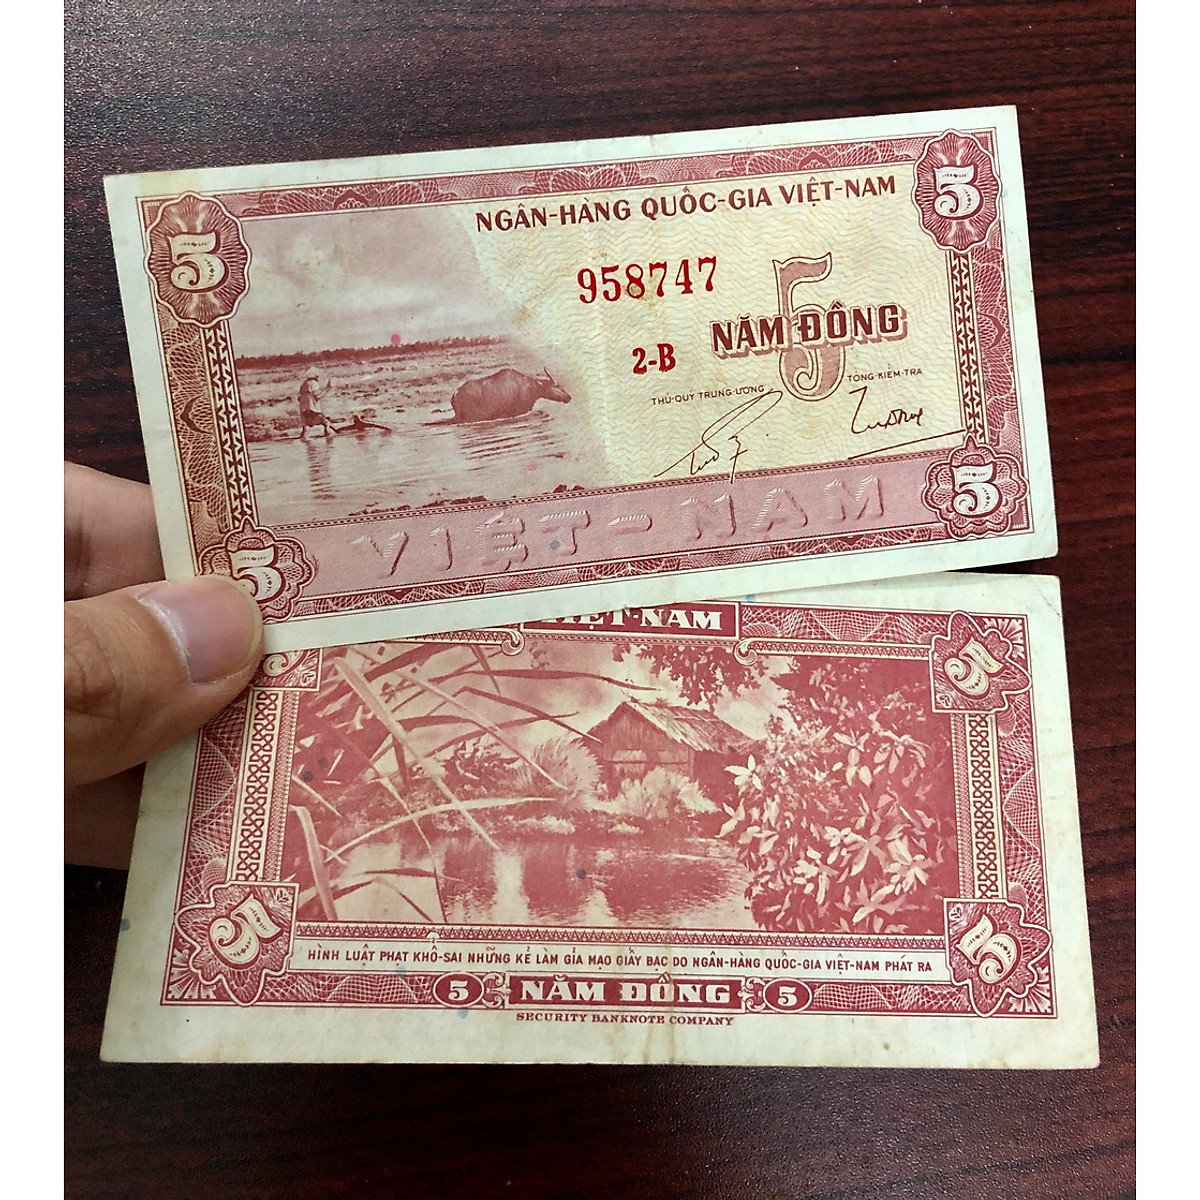 5 5
NGÂN-HÀNG QUỐC-GIA VIỆT-NAM
958747
5
NĂM ĐỒNG
2-B
THỦ-QUỸ TRUNG-ƯƠNG
TỔNG-KIỂM-TRA
VIỆT-NAM
5 5
VIỆT-NAM
5 5
5 5
HÌNH LUẬT PHẠT KHỔ-SAI NHỮNG KẺ LÀM GIẢ MẠO GIẤY BẠC DO NGÂN-HÀNG QUỐC-GIA VIỆT-NAM PHÁT RA
5 NĂM ĐỒNG 5
SECURITY BANKNOTE COMPANY